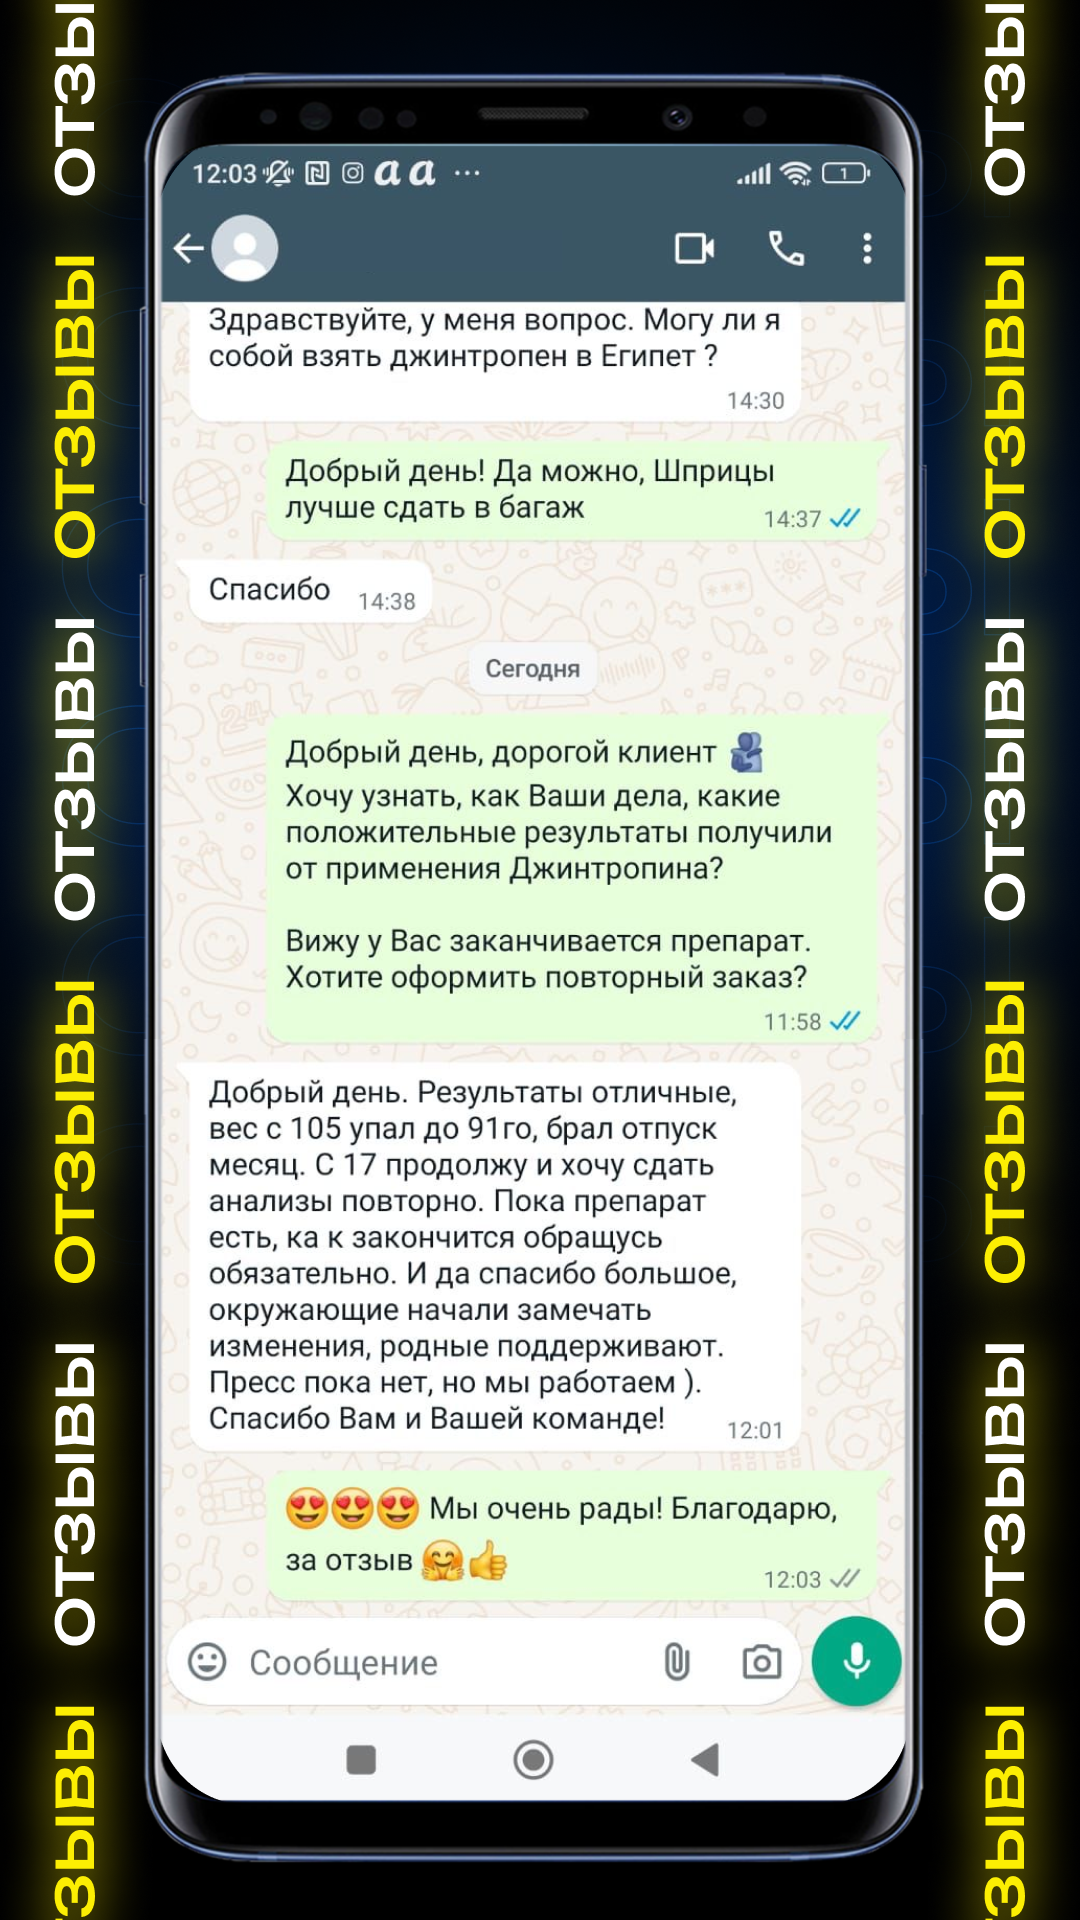 ОТЗЫ
ОТЗЫВЫ
ОТЗЫВЫ
ОТЗЫВЫ
ОТЗЫВЫ
ЗЫВЫ
12:03
a a
1
Здравствуйте, у меня вопрос. Могу ли я
собой взять джинтропен в Египет ?
14:30
Добрый день! Да можно, Шприцы
лучше сдать в багаж
14:37
Спасибо
14:38
Сегодня
Добрый день, дорогой клиент 🫂
Хочу узнать, как Ваши дела, какие
положительные результаты получили
от применения Джинтропина?
Вижу у Вас заканчивается препарат.
Хотите оформить повторный заказ?
11:58
Добрый день. Результаты отличные,
вес с 105 упал до 91го, брал отпуск
месяц. С 17 продолжу и хочу сдать
анализы повторно. Пока препарат
есть, ка к закончится обращусь
обязательно. И да спасибо большое,
окружающие начали замечать
изменения, родные поддерживают.
Пресс пока нет, но мы работаем ).
Спасибо Вам и Вашей команде!
12:01
😍😍😍 Мы очень рады! Благодарю,
за отзыв 🤗👍
12:03
Сообщение
ОТЗЫ
ОТЗЫВЫ
ОТЗЫВЫ
ОТЗЫВЫ
ОТЗЫВЫ
ЗЫВЫ